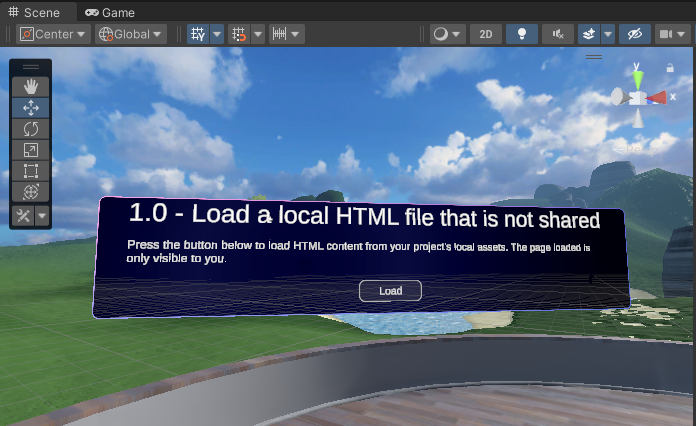 Scene Game
Center Global 2D
y
x
1.0 - Load a local HTML file that is not shared
Press the button below to load HTML content from your project's local assets. The page loaded is
only visible to you.
Load